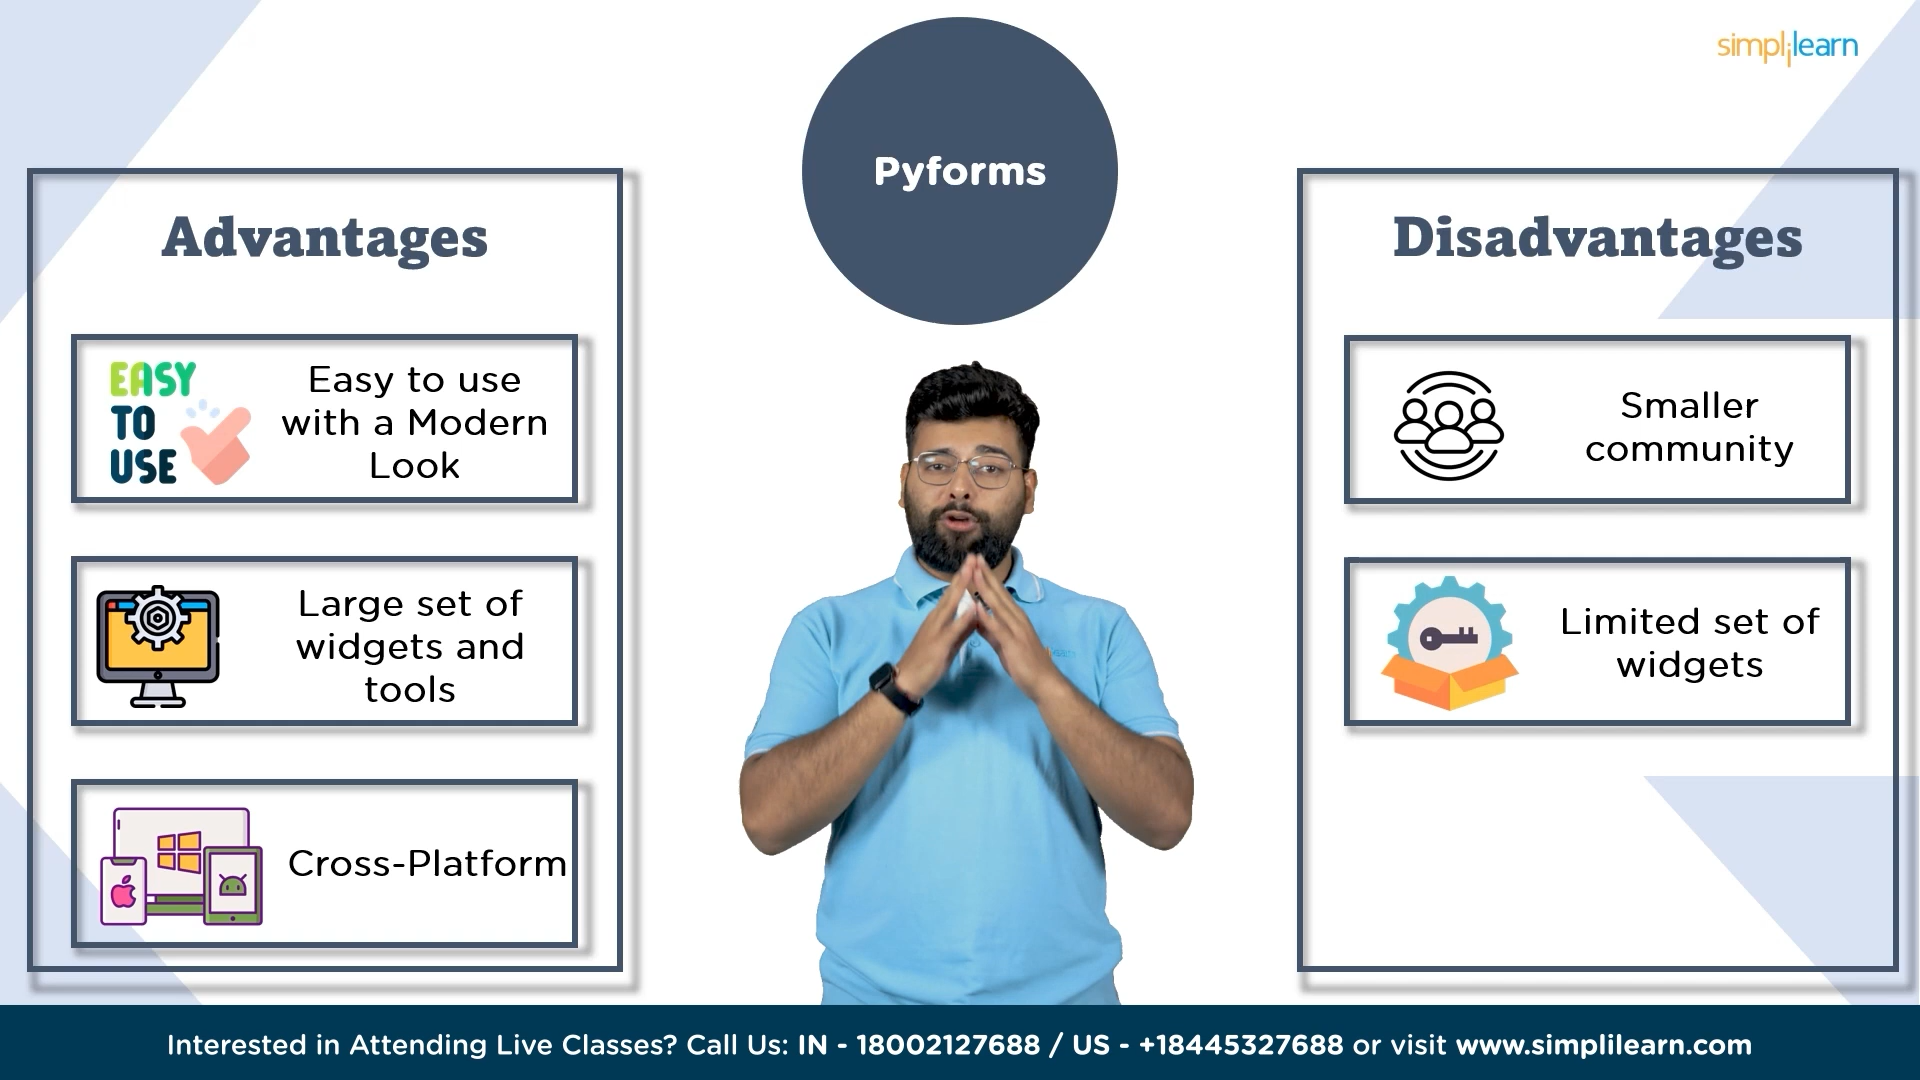 simplilearn
Pyforms
Advantages
EASY
TO
USE
Easy to use
with a Modern
Look
Large set of
widgets and
tools
Cross-Platform
Disadvantages
Smaller
community
Limited set of
widgets
Interested in Attending Live Classes? Call Us: IN - 18002127688 / US - +18445327688 or visit www.simplilearn.com